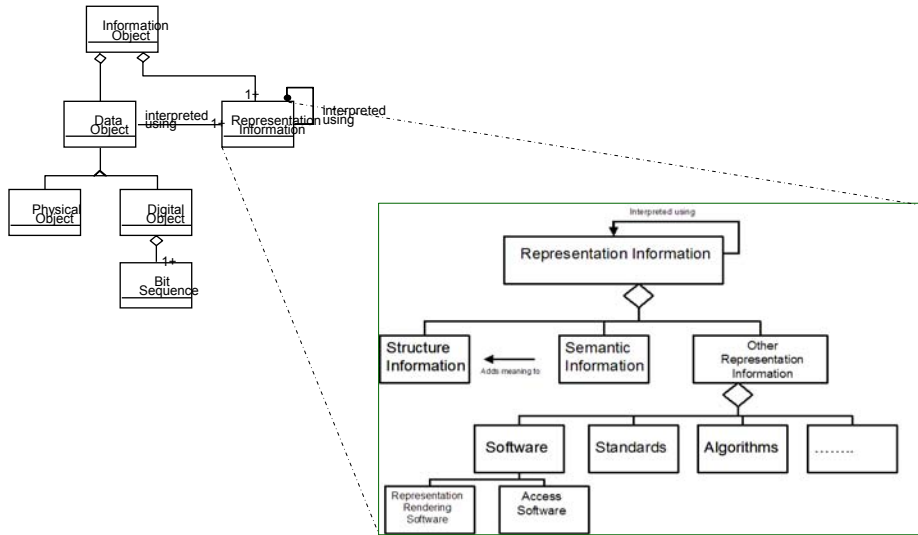 Information
Object
1+
Data
Object
interpreted
using
1+
Representation
Information
Interpreted
using
Physical
Object
Digital
Object
1+
Bit
Sequence
Interpreted using
Representation Information
Structure
Information
Adds meaning to
Semantic
Information
Other
Representation
Information
Software
Standards
Algorithms
........
Representation
Rendering
Software
Access
Software